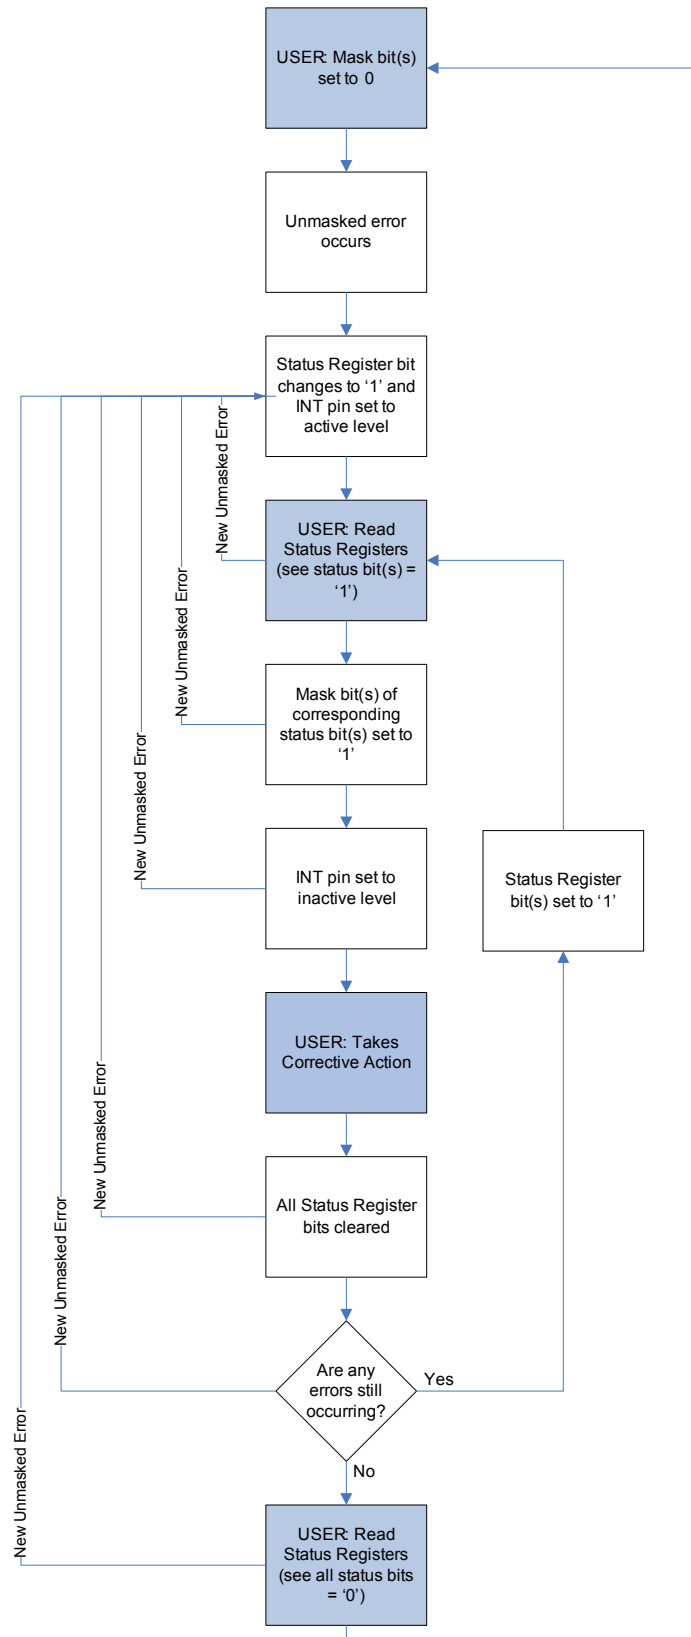 USER: Mask bit(s)
set to 0
Unmasked error
occurs
Status Register bit
changes to ‘1’ and
INT pin set to
active level
New Unmasked Error
USER: Read
Status Registers
(see status bit(s) =
‘1’)
New Unmasked Error
Mask bit(s) of
corresponding
status bit(s) set to
‘1’
New Unmasked Error
INT pin set to
inactive level
Status Register
bit(s) set to ‘1’
USER: Takes
Corrective Action
New Unmasked Error
All Status Register
bits cleared
New Unmasked Error
Are any
errors still
occurring?
Yes
No
New Unmasked Error
USER: Read
Status Registers
(see all status bits
= ‘0’)